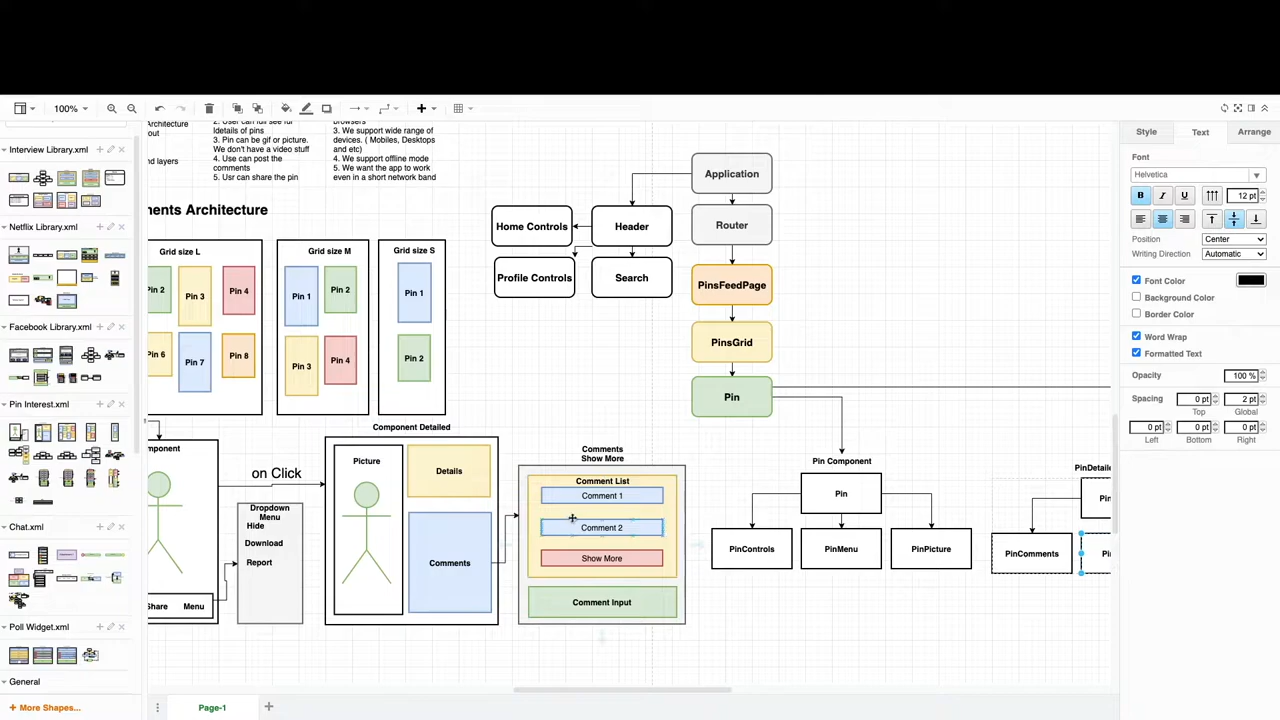 100%
Architecture
out
nd layers
2. User can full see ful
ldetails of pins
3. Pin can be gif or picture.
We don't have a video stuff
4. Use can post the
comments
5. Usr can share the pin
browsers
3. We support wide range of
devices. ( Mobiles, Desktops
and etc)
4. We support offline mode
5. We want the app to work
even in a short network band
Interview Library.xml
Netflix Library.xml
Facebook Library.xml
Pin Interest.xml
Chat.xml
Poll Widget.xml
General
+ More Shapes...
nents Architecture
Grid size L
Pin 2
Pin 3
Pin 4
Pin 6
Pin 7
Pin 8
Grid size M
Pin 1
Pin 2
Pin 3
Pin 4
Grid size S
Pin 1
Pin 2
omponent
Share
Menu
on Click
Dropdown
Menu
Hide
Download
Report
Component Detailed
Picture
Details
Comments
Comments
Show More
Comment List
Comment 1
Comment 2
Show More
Comment Input
Application
Router
Header
Home Controls
Profile Controls
Search
PinsFeedPage
PinsGrid
Pin
Pin Component
Pin
PinControls
PinMenu
PinPicture
PinDetaile
Pin
PinComments
Pi
Style
Text
Arrange
Font
Helvetica
B
I
U
12 pt
Position
Center
Writing Direction
Automatic
Font Color
Background Color
Border Color
Word Wrap
Formatted Text
Opacity
100 %
Spacing
0 pt
2 pt
Top
Global
0 pt
0 pt
0 pt
Left
Bottom
Right
Page-1